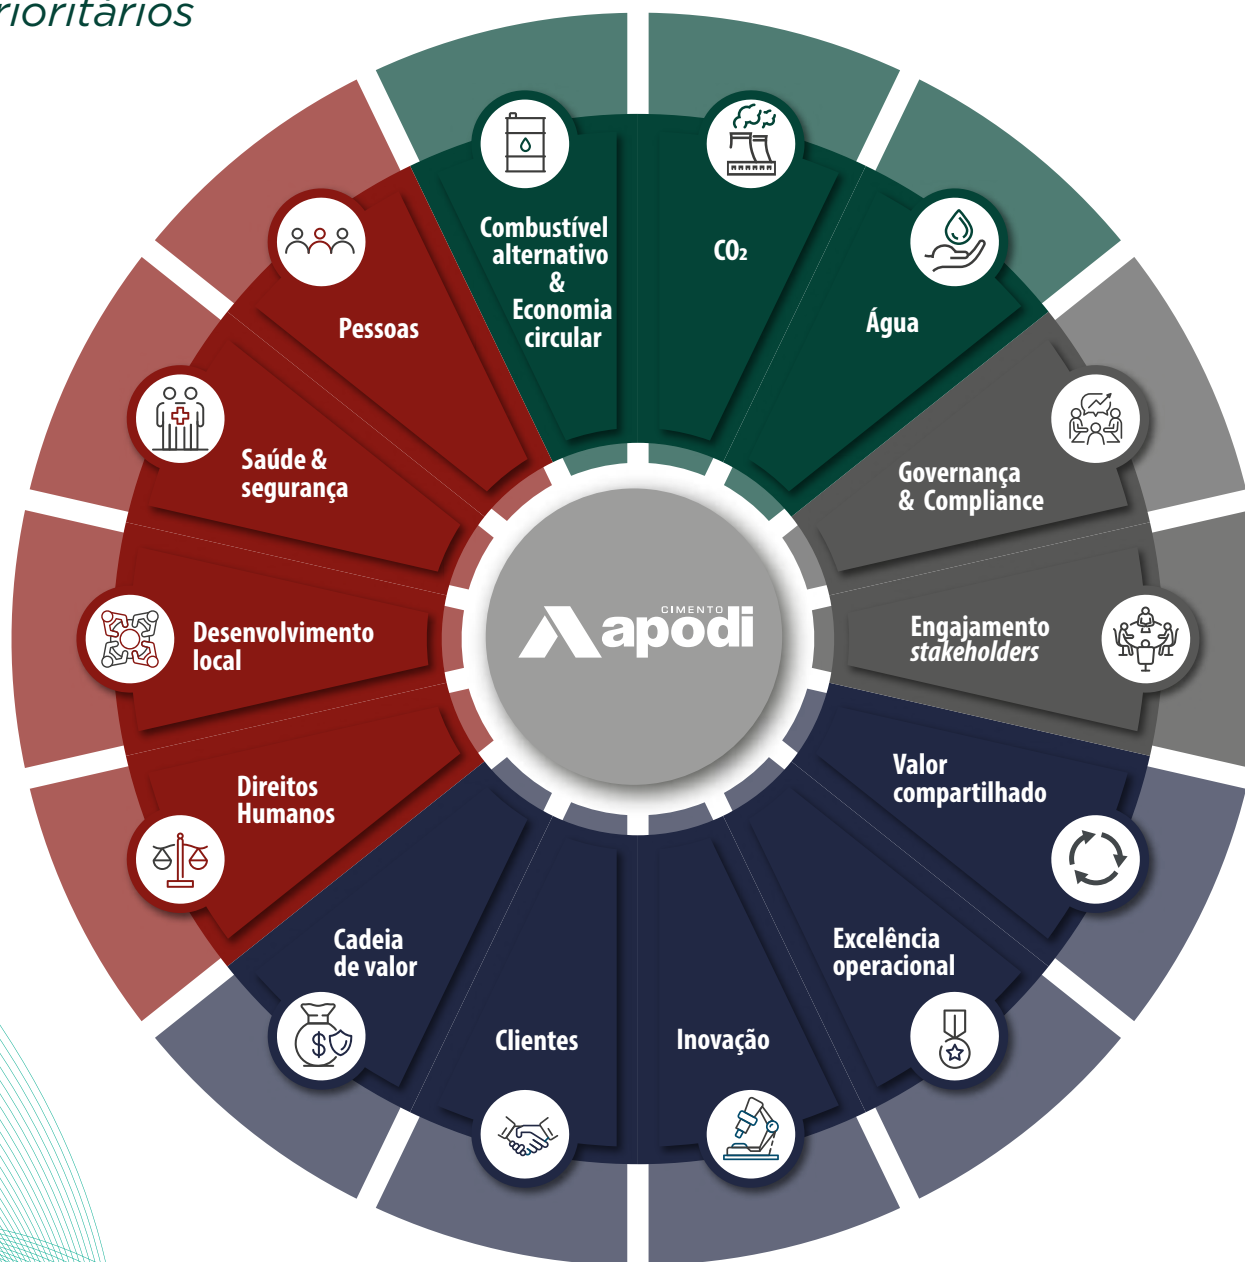 rioritários
Combustível
alternativo
&
Economia
circular
CO₂
Água
Governança
& Compliance
Engajamento
stakeholders
Valor
compartilhado
Excelência
operacional
Inovação
Clientes
Cadeia
de valor
Direitos
Humanos
Desenvolvimento
local
Saúde &
segurança
Pessoas
CIMENTO
apodi
$